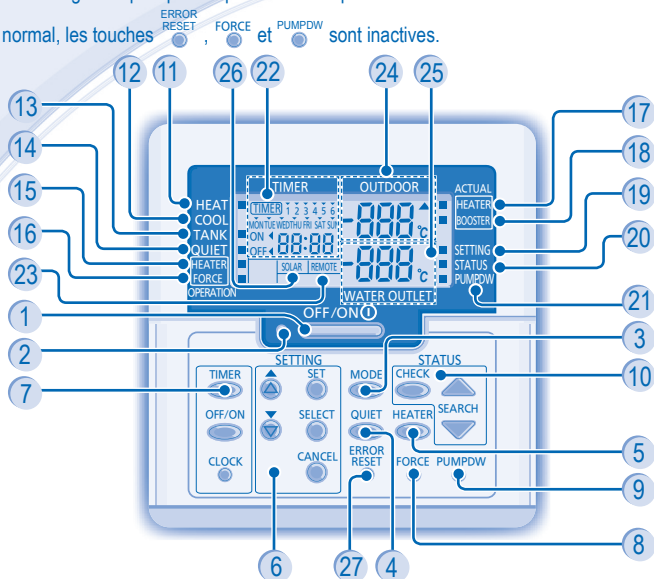 ERROR
RESET
normal, les touches , FORCE et PUMPDW sont inactives.
12 11 26 22 24 25
13 17
14 18
15 19
16 20
23 21
1 3
2 10
7 5
9
8
6 27 4
TIMER OUTDOOR ACTUAL
HEAT TIMER 1 2 3 4 5 6 HEATER
COOL MON TUE WED THU FRI SAT SUN -888 °C BOOSTER
TANK ON
QUIET OFF 88:88 SETTING
HEATER SOLAR REMOTE -888 °C STATUS
FORCE PUMPDW
OPERATION WATER OUTLET
OFF/ON
SETTING STATUS
TIMER SET MODE CHECK
OFF/ON SELECT QUIET HEATER SEARCH
CLOCK CANCEL ERROR
RESET FORCE PUMPDW